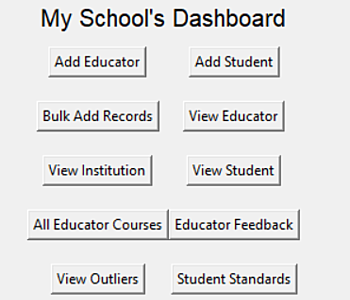 My School's Dashboard
Add Educator Add Student
Bulk Add Records View Educator
View Institution View Student
All Educator Courses Educator Feedback
View Outliers Student Standards